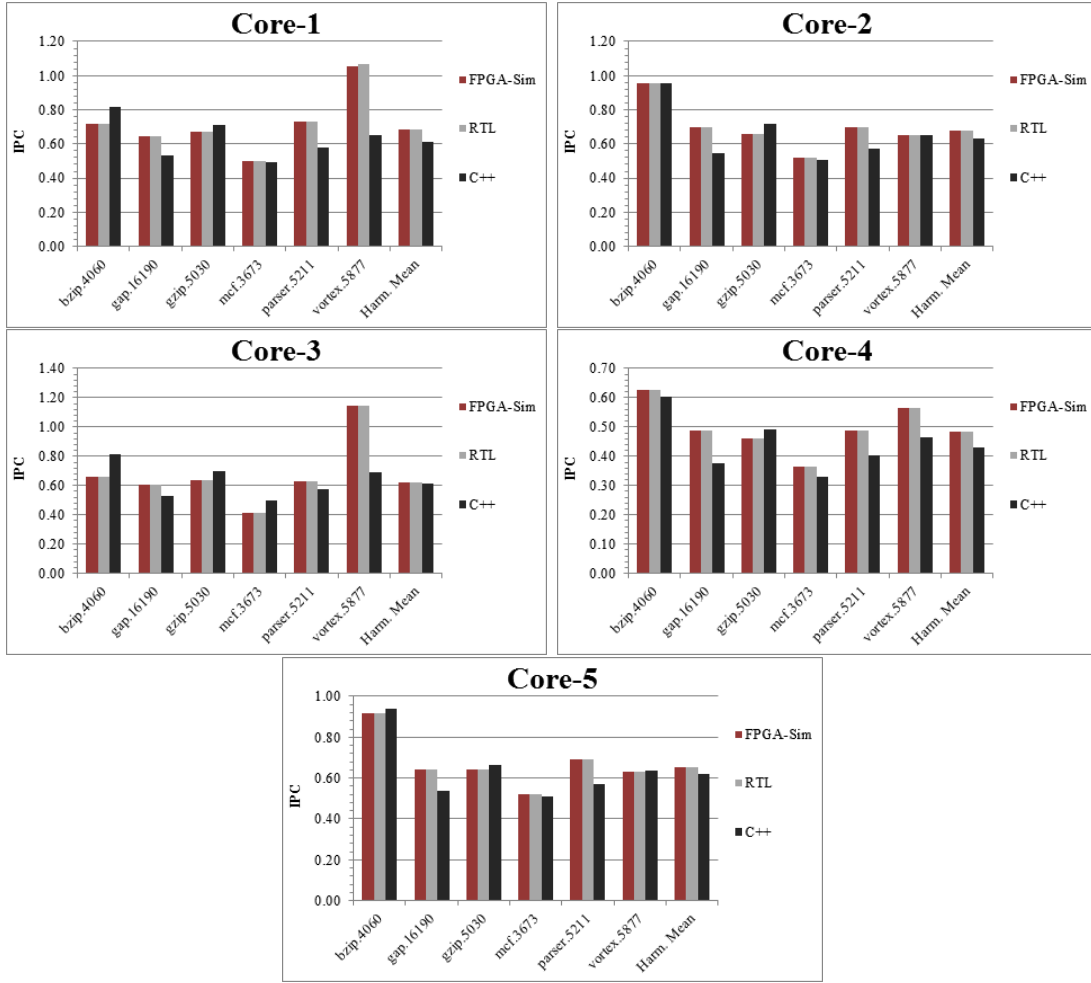 Core-1
1.20
1.00
0.80
0.60
0.40
0.20
0.00
IPC
bzip.4060
gap.16190
gzip.5030
mcf.3673
parser.5211
vortex.5877
Harm. Mean
FPGA-Sim
RTL
C++
Core-2
1.20
1.00
0.80
0.60
0.40
0.20
0.00
IPC
bzip.4060
gap.16190
gzip.5030
mcf.3673
parser.5211
vortex.5877
Harm. Mean
FPGA-Sim
RTL
C++
Core-3
1.40
1.20
1.00
0.80
0.60
0.40
0.20
0.00
IPC
bzip.4060
gap.16190
gzip.5030
mcf.3673
parser.5211
vortex.5877
Harm. Mean
FPGA-Sim
RTL
C++
Core-4
0.70
0.60
0.50
0.40
0.30
0.20
0.10
0.00
IPC
bzip.4060
gap.16190
gzip.5030
mcf.3673
parser.5211
vortex.5877
Harm. Mean
FPGA-Sim
RTL
C++
Core-5
1.00
0.80
0.60
0.40
0.20
0.00
IPC
bzip.4060
gap.16190
gzip.5030
mcf.3673
parser.5211
vortex.5877
Harm. Mean
FPGA-Sim
RTL
C++